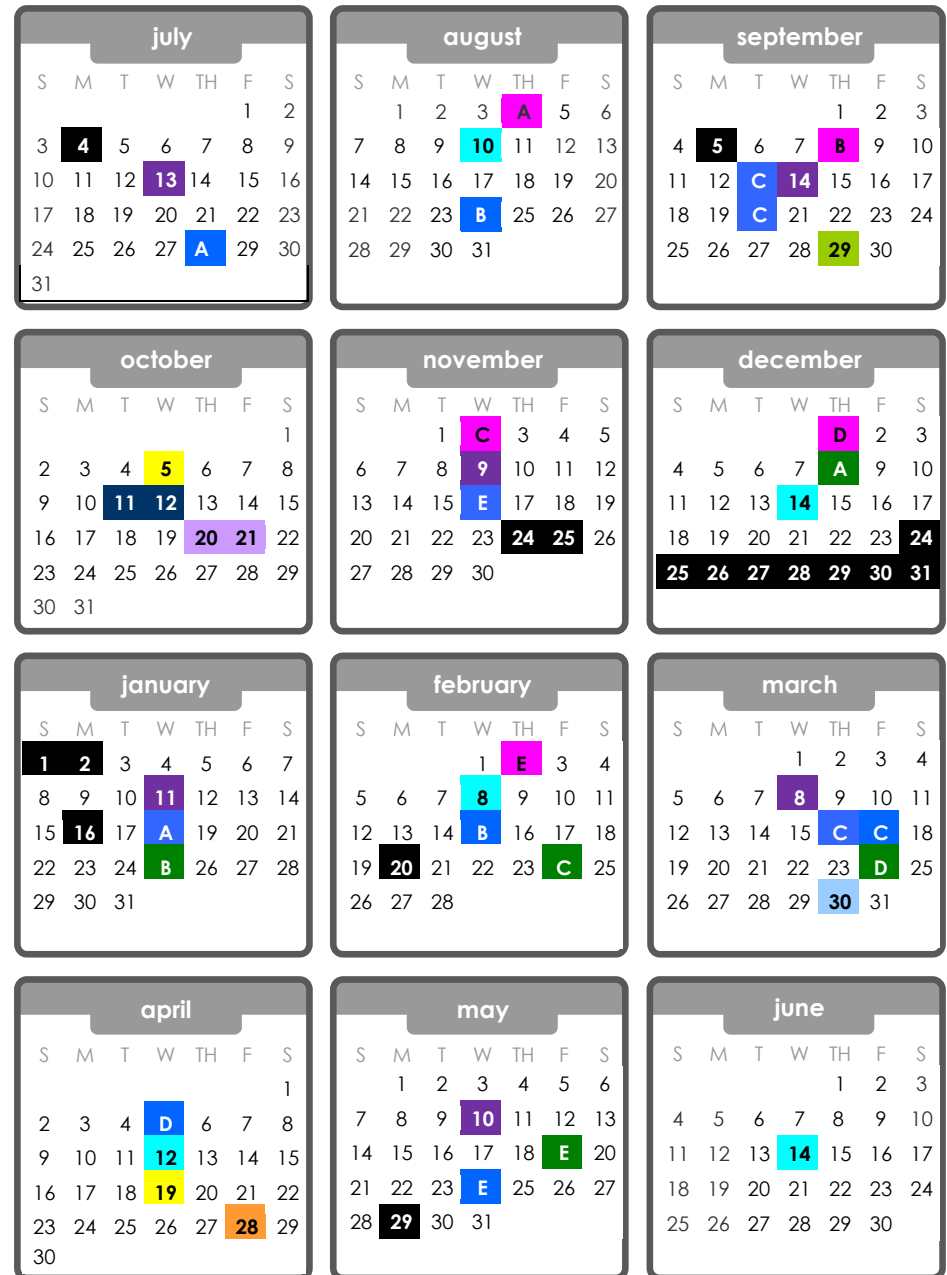 july
S M T W TH F S
1 2
3 4 5 6 7 8 9
10 11 12 13 14 15 16
17 18 19 20 21 22 23
24 25 26 27 A 29 30
31
august
S M T W TH F S
1 2 3 A 5 6
7 8 9 10 11 12 13
14 15 16 17 18 19 20
21 22 23 B 25 26 27
28 29 30 31
september
S M T W TH F S
1 2 3
4 5 6 7 B 9 10
11 12 C 14 15 16 17
18 19 C 21 22 23 24
25 26 27 28 29 30
october
S M T W TH F S
1
2 3 4 5 6 7 8
9 10 11 12 13 14 15
16 17 18 19 20 21 22
23 24 25 26 27 28 29
30 31
november
S M T W TH F S
1 C 3 4 5
6 7 8 9 10 11 12
13 14 15 E 17 18 19
20 21 22 23 24 25 26
27 28 29 30
december
S M T W TH F S
D 2 3
4 5 6 7 A 9 10
11 12 13 14 15 16 17
18 19 20 21 22 23 24
25 26 27 28 29 30 31
january
S M T W TH F S
1 2 3 4 5 6 7
8 9 10 11 12 13 14
15 16 17 A 19 20 21
22 23 24 B 26 27 28
29 30 31
february
S M T W TH F S
1 E 3 4
5 6 7 8 9 10 11
12 13 14 B 16 17 18
19 20 21 22 23 C 25
26 27 28
march
S M T W TH F S
1 2 3 4
5 6 7 8 9 10 11
12 13 14 15 C C 18
19 20 21 22 23 D 25
26 27 28 29 30 31
april
S M T W TH F S
1
2 3 4 D 6 7 8
9 10 11 12 13 14 15
16 17 18 19 20 21 22
23 24 25 26 27 28 29
30
may
S M T W TH F S
1 2 3 4 5 6
7 8 9 10 11 12 13
14 15 16 17 18 E 20
21 22 23 E 25 26 27
28 29 30 31
june
S M T W TH F S
1 2 3
4 5 6 7 8 9 10
11 12 13 14 15 16 17
18 19 20 21 22 23 24
25 26 27 28 29 30